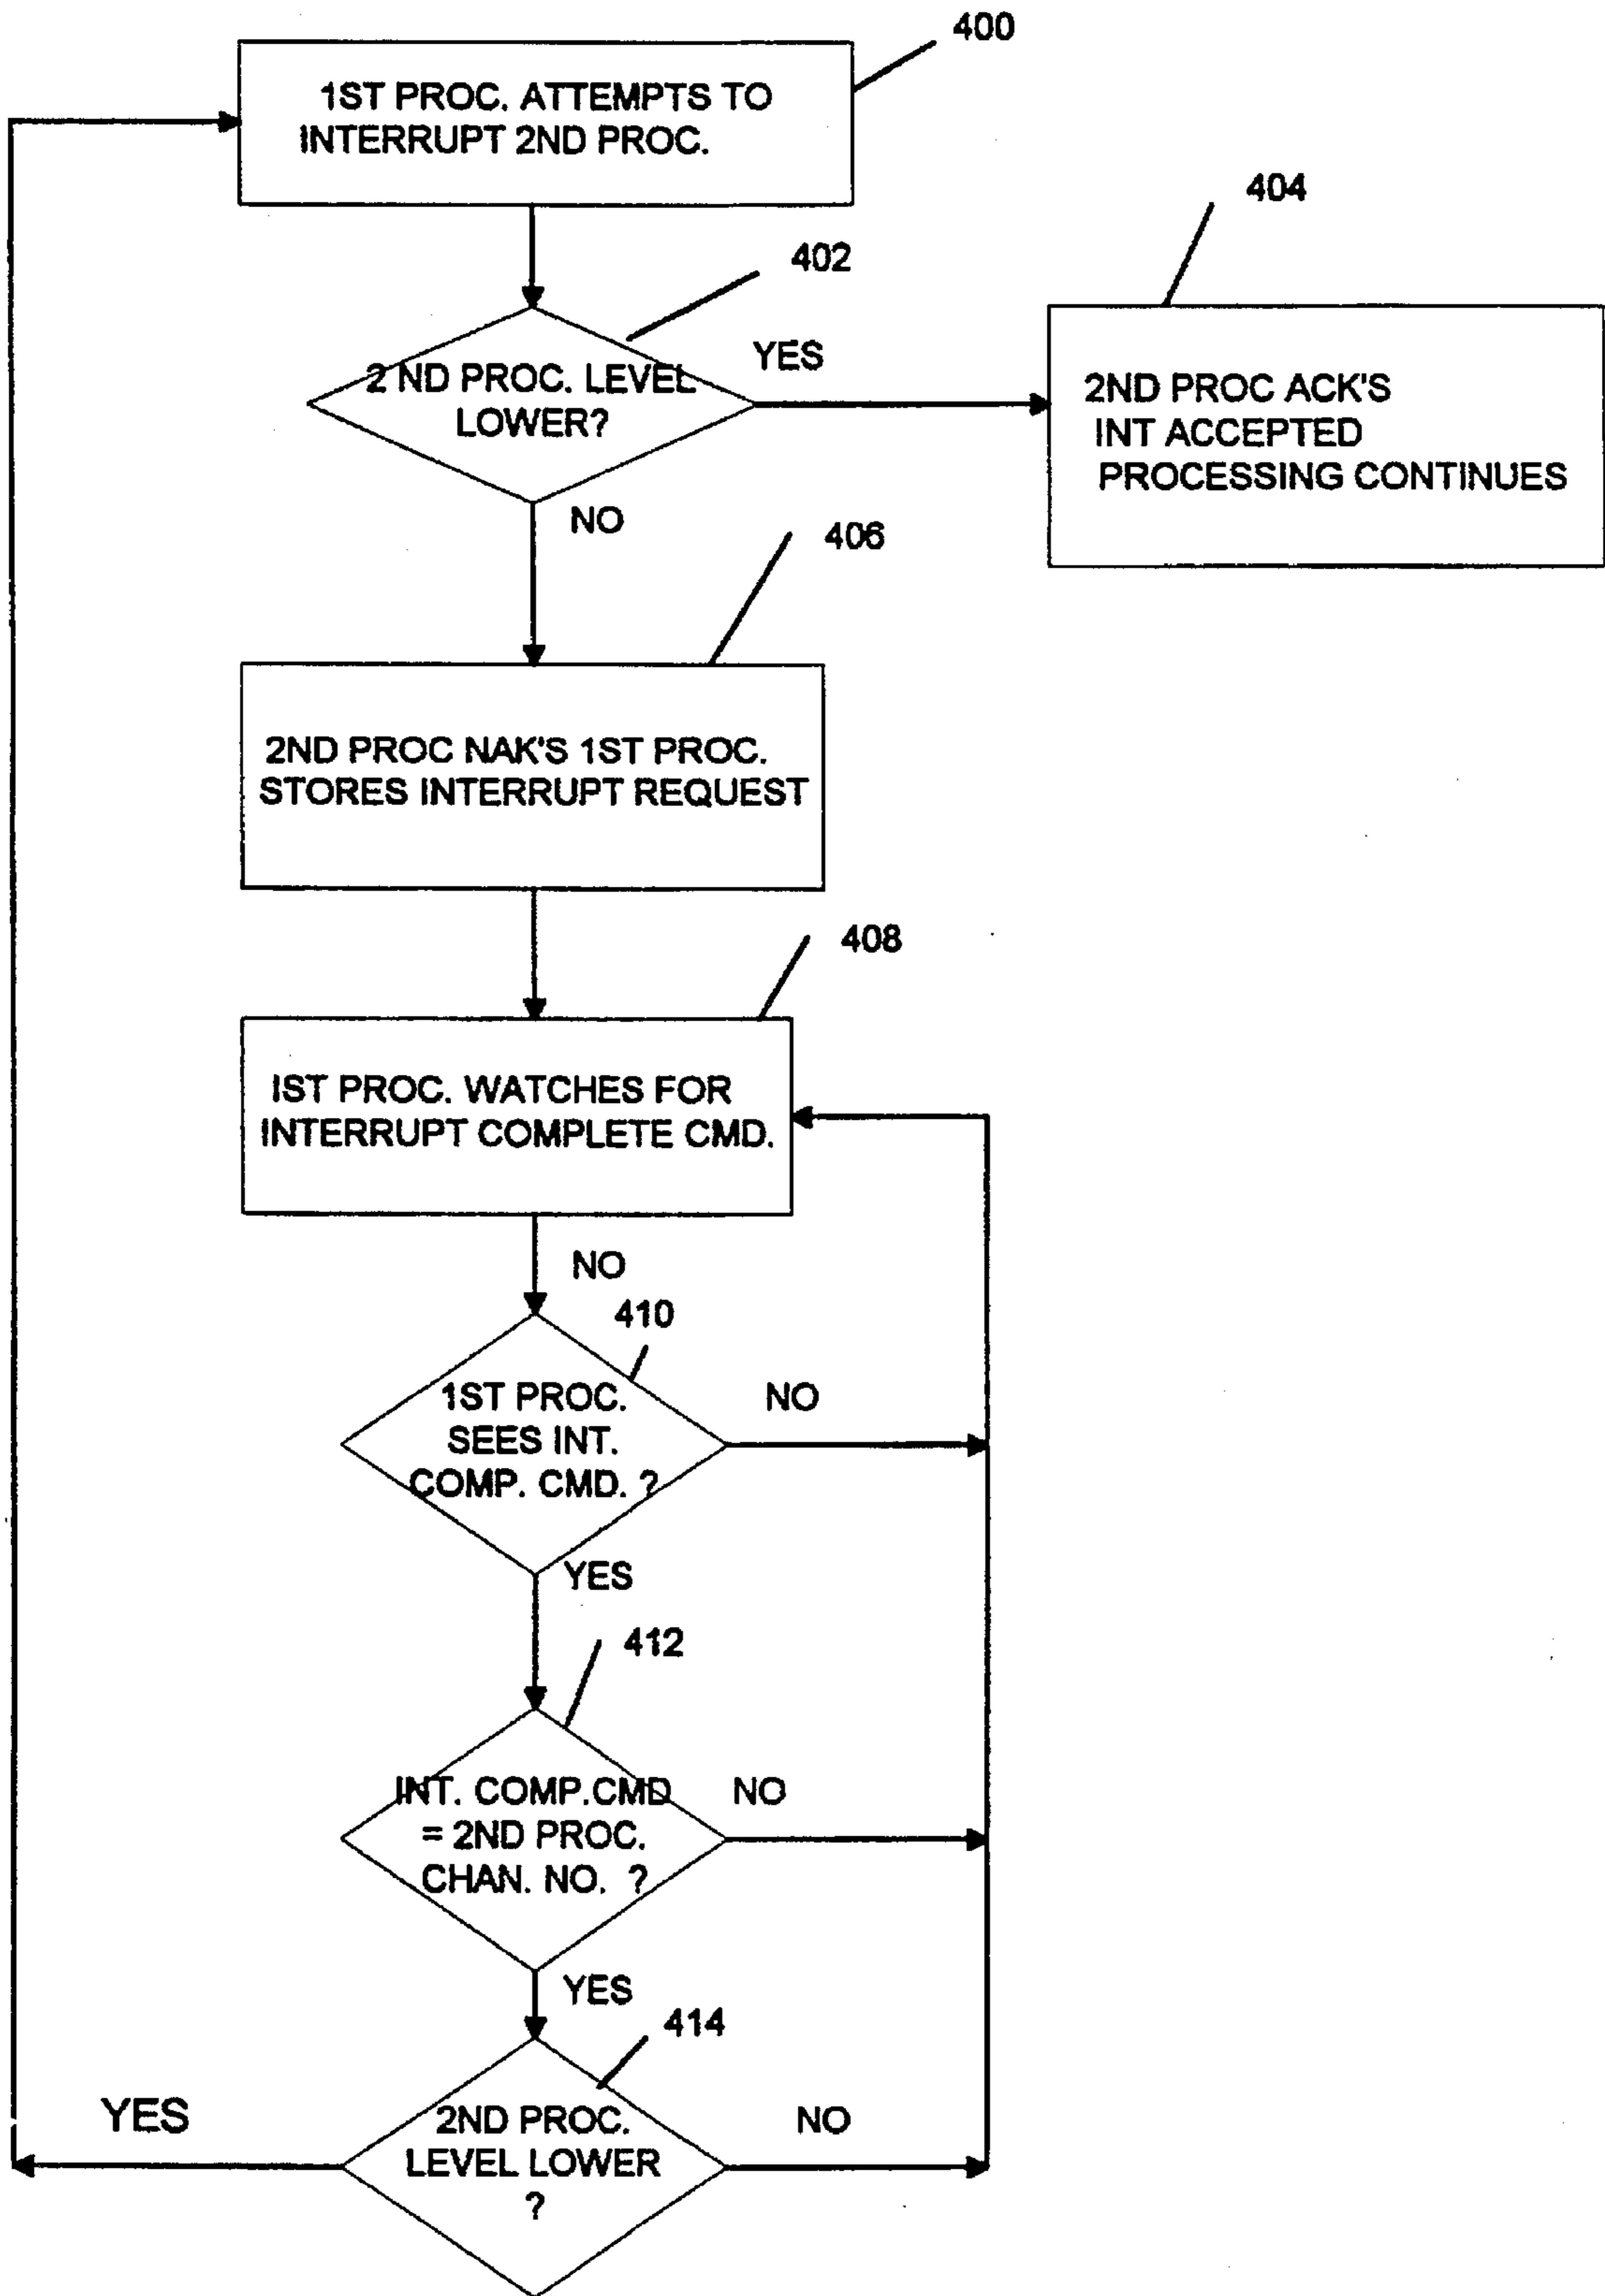 400
1ST PROC. ATTEMPTS TO
INTERRUPT 2ND PROC.
404
402
2 ND PROC. LEVEL
LOWER?
YES
2ND PROC ACK'S
INT ACCEPTED
PROCESSING CONTINUES
NO
406
2ND PROC NAK'S 1ST PROC.
STORES INTERRUPT REQUEST
408
IST PROC. WATCHES FOR
INTERRUPT COMPLETE CMD.
NO
410
1ST PROC.
SEES INT.
COMP. CMD. ?
NO
YES
412
INT. COMP.CMD
= 2ND PROC.
CHAN. NO. ?
NO
YES
414
YES
2ND PROC.
LEVEL LOWER
?
NO